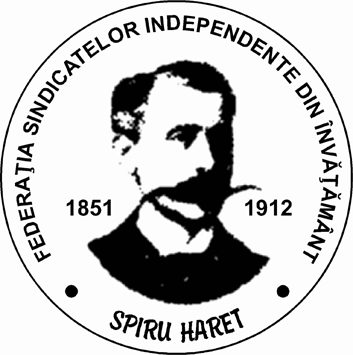 FEDERAŢIA SINDICATELOR INDEPENDENTE DIN ÎNVĂŢĂMÂNT
1851 1912
SPIRU HARET